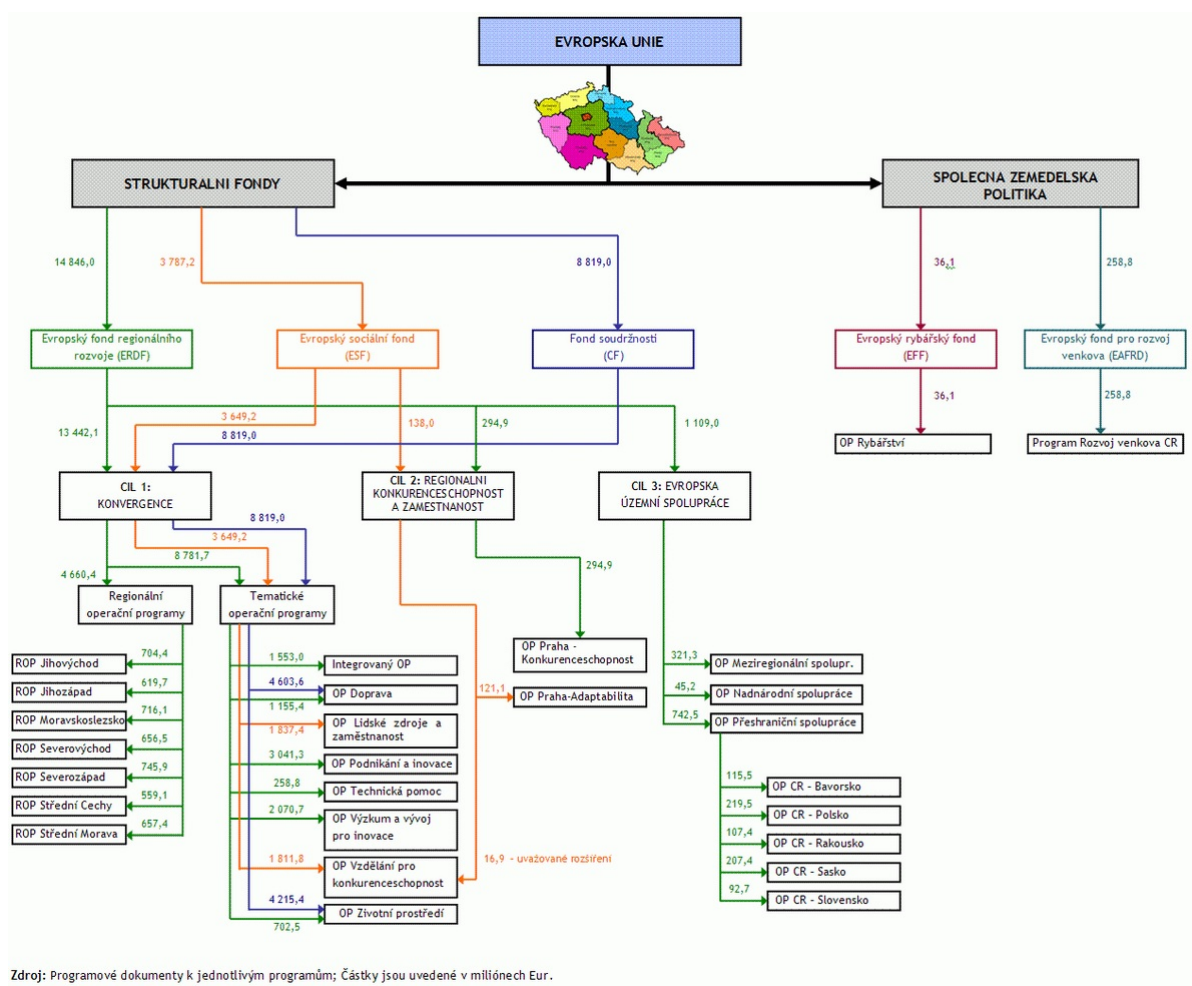 EVROPSKA UNIE
STRUKTURALNI FONDY
SPOLECNA ZEMEDELSKA
POLITIKA
14 846,0
3 787,2
8 819,0
36,1
258,8
Evropský fond regionálního
rozvoje (ERDF)
Evropský sociální fond
(ESF)
Fond soudržnosti
(CF)
Evropský rybářský fond
(EFF)
Evropský fond pro rozvoj
venkova (EAFRD)
13 442,1
3 649,2
8 819,0
138,0
294,9
1 109,0
36,1
258,8
OP Rybářství
Program Rozvoj venkova CR
CIL 1:
KONVERGENCE
CIL 2: REGIONALNI
KONKURENCESCHOPNOST
A ZAMESTNANOST
CIL 3: EVROPSKA
ÚZEMNÍ SPOLUPRÁCE
8 819,0
3 649,2
8 781,7
4 660,4
294,9
Regionální
operační programy
Tematické
operační programy
ROP Jihovýchod
704,4
ROP Jihozápad
619,7
ROP Moravskoslezsko
716,1
ROP Severovýchod
656,5
ROP Severozápad
745,9
ROP Střední Cechy
559,1
ROP Střední Morava
657,4
1 553,0
Integrovaný OP
4 603,6
OP Doprava
1 155,4
1 837,4
OP Lidské zdroje a
zaměstnanost
3 041,3
OP Podnikání a inovace
258,8
OP Technická pomoc
2 070,7
OP Výzkum a vývoj
pro inovace
1 811,8
OP Vzdělání pro
konkurenceschopnost
4 215,4
OP Zivotní prostředí
702,5
OP Praha -
Konkurenceschopnost
121,1
OP Praha-Adaptabilita
16,9 - uvažované rozšíření
321,3
OP Meziregionální spolupr.
45,2
OP Nadnárodní spolupráce
742,5
OP Přeshraniční spolupráce
115,5
OP CR - Bavorsko
219,5
OP CR - Polsko
107,4
OP CR - Rakousko
207,4
OP CR - Sasko
92,7
OP CR - Slovensko
Zdroj: Programové dokumenty k jednotlivým programům; Částky jsou uvedené v miliónech Eur.